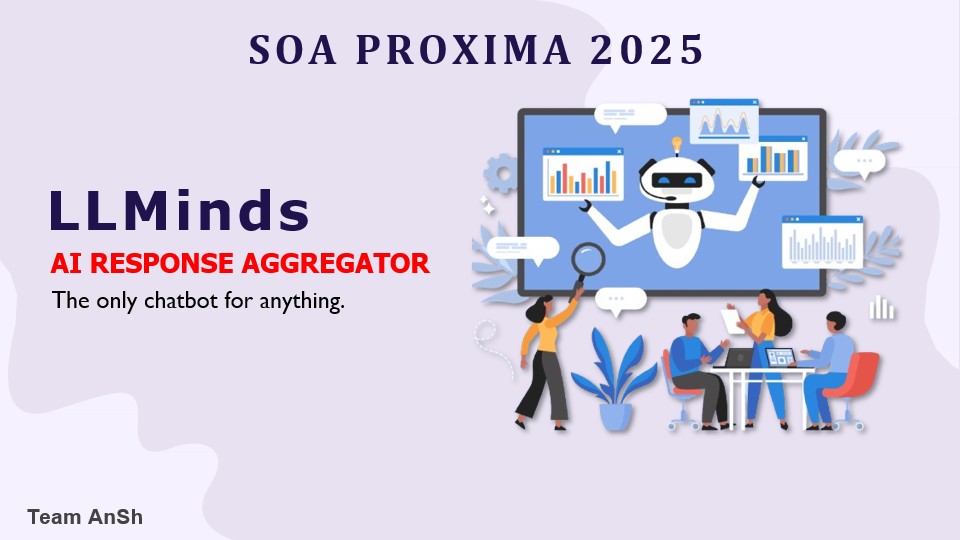 SOA PROXIMA 2025
LLMinds
AI RESPONSE AGGREGATOR
The only chatbot for anything.
Team AnSh